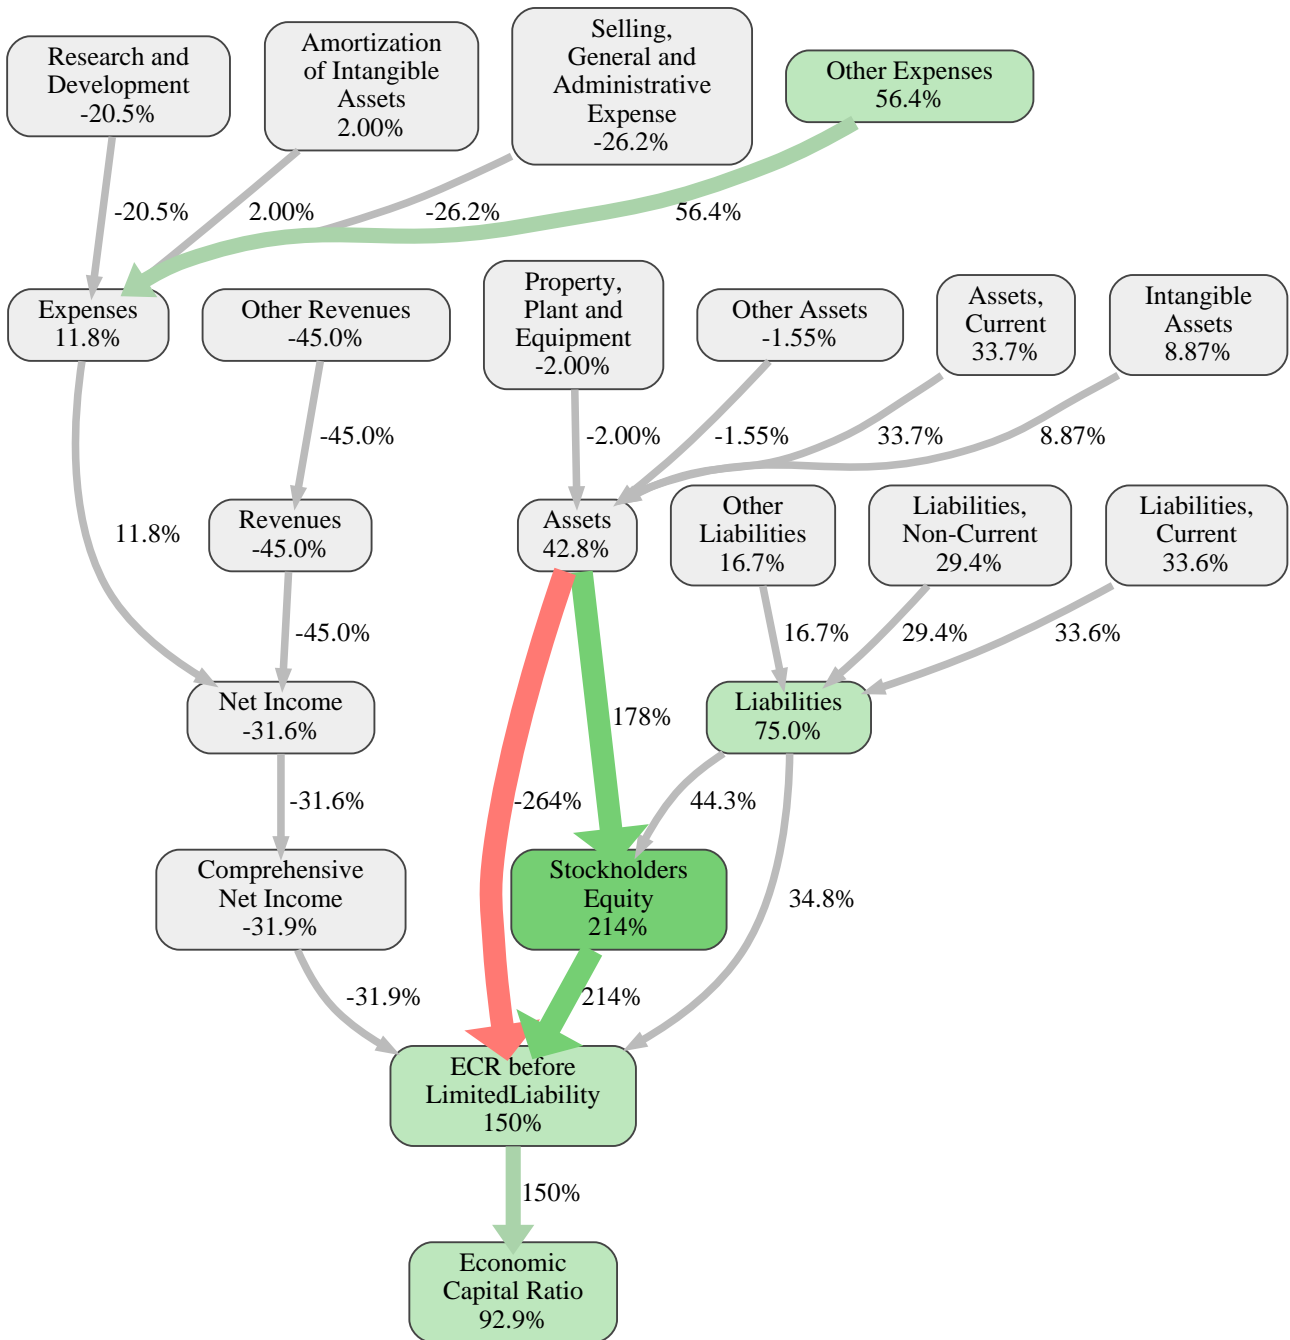 Research and
Development
-20.5%
Amortization
of Intangible
Assets
2.00%
Selling,
General and
Administrative
Expense
-26.2%
Other Expenses
56.4%
-20.5%
2.00%
-26.2%
56.4%
Expenses
11.8%
Other Revenues
-45.0%
Property,
Plant and
Equipment
-2.00%
Other Assets
-1.55%
Assets,
Current
33.7%
Intangible
Assets
8.87%
-45.0%
-2.00%
-1.55%
33.7%
8.87%
11.8%
Revenues
-45.0%
Assets
42.8%
Other
Liabilities
16.7%
Liabilities,
Non-Current
29.4%
Liabilities,
Current
33.6%
-45.0%
16.7%
29.4%
33.6%
Net Income
-31.6%
178%
Liabilities
75.0%
-31.6%
-264%
44.3%
Comprehensive
Net Income
-31.9%
Stockholders
Equity
214%
34.8%
-31.9%
214%
ECR before
LimitedLiability
150%
150%
Economic
Capital Ratio
92.9%